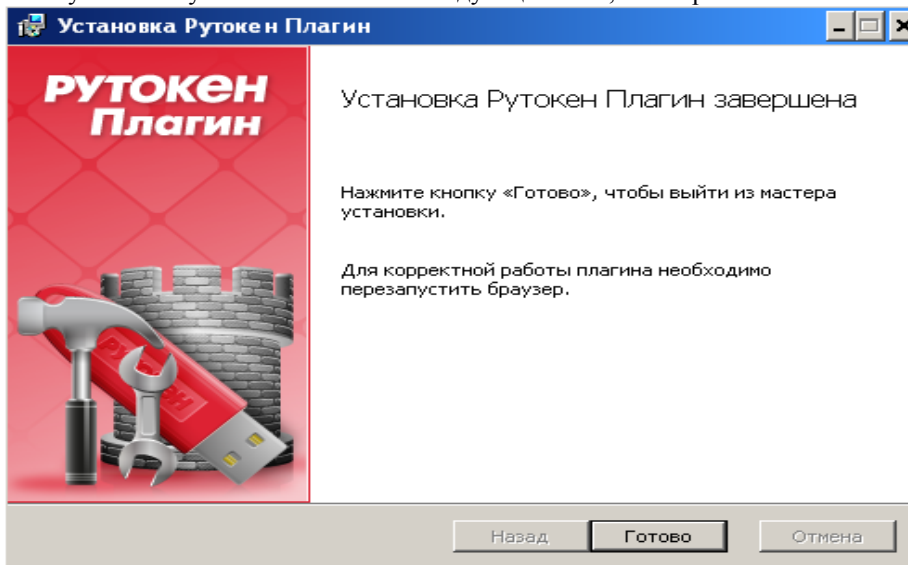 Установка Рутокен Плагин
РУТОКЕН
Плагин
Установка Рутокен Плагин завершена
Нажмите кнопку «Готово», чтобы выйти из мастера
установки.
Для корректной работы плагина необходимо
перезапустить браузер.
РУТОКЕН
Назад
Готово
Отмена